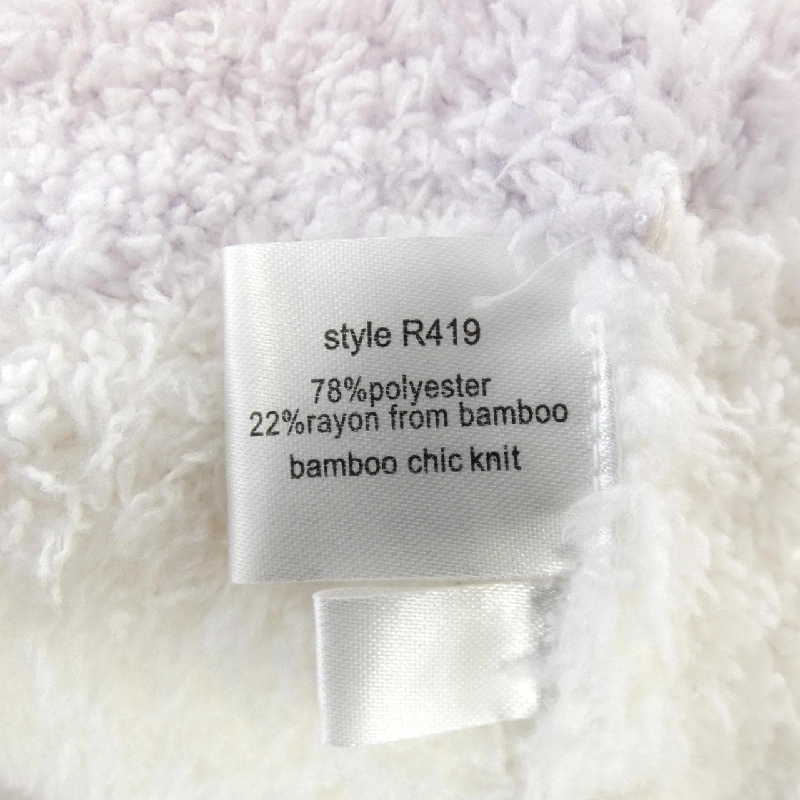 style R419
78%polyester
22%rayon from bamboo
bamboo chic knit